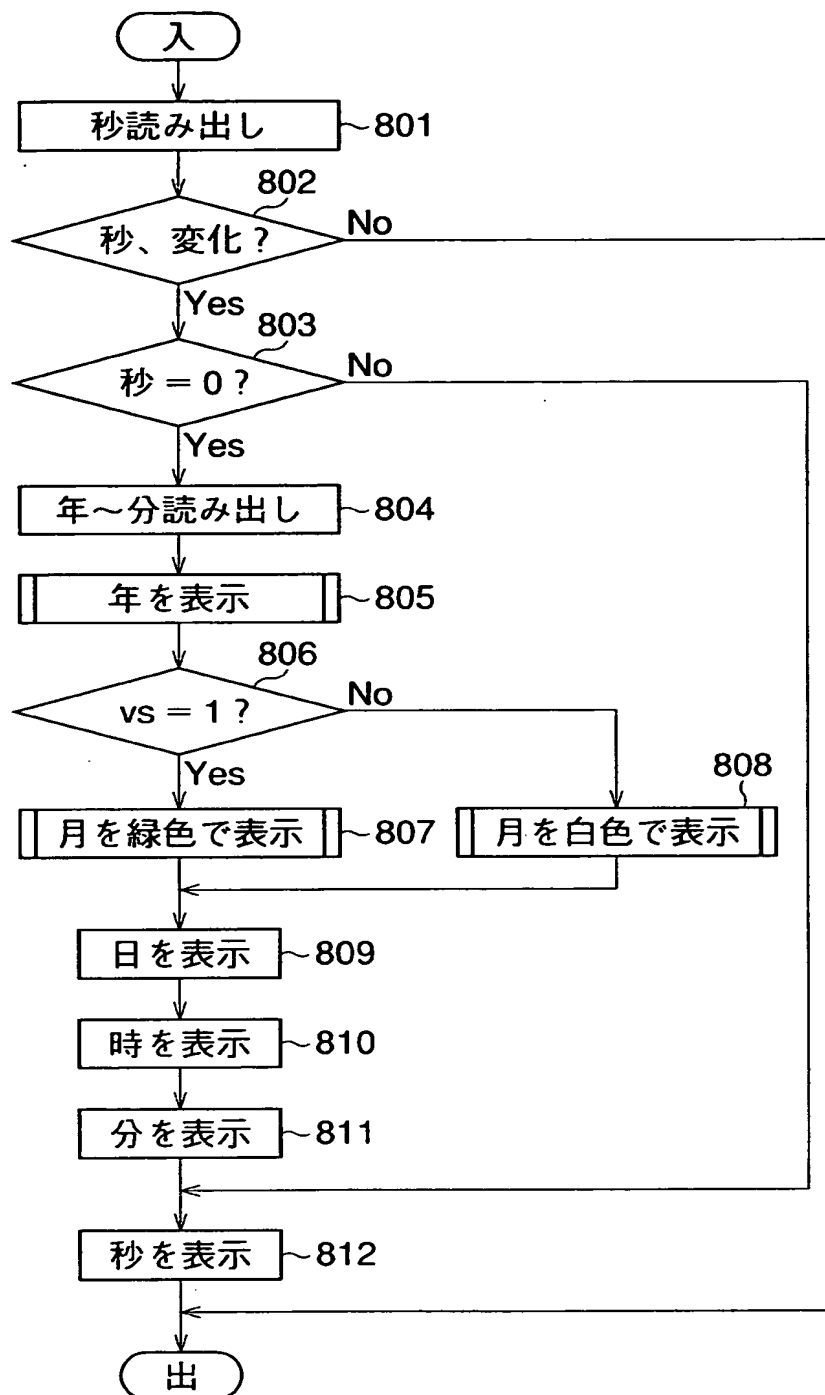 入
秒読み出し 801
802
秒、変化？ No
Yes
803
秒 = 0？ No
Yes
年～分読み出し 804
年を表示 805
806
vs = 1？ No
Yes
808
月を緑色で表示 807 月を白色で表示
日を表示 809
時を表示 810
分を表示 811
秒を表示 812
出